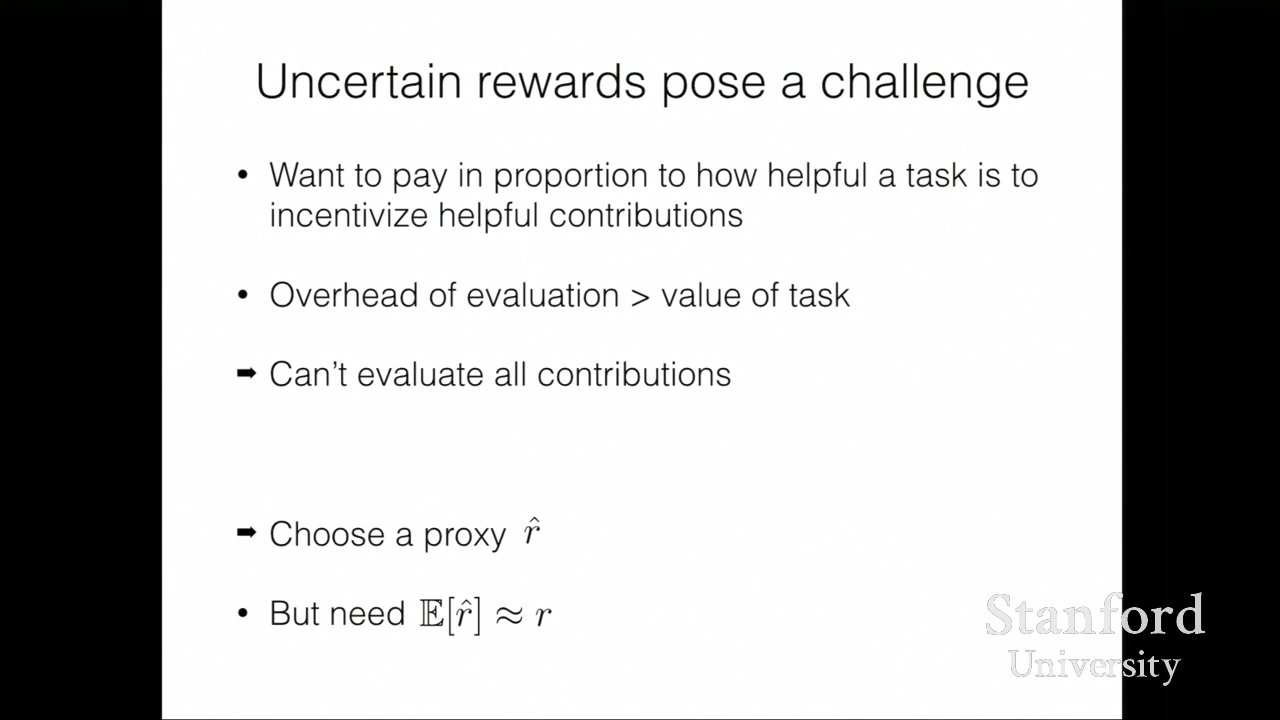 Uncertain rewards pose a challenge
• Want to pay in proportion to how helpful a task is to
incentivize helpful contributions
• Overhead of evaluation > value of task
➡ Can't evaluate all contributions
➡ Choose a proxy r̂
• But need 𝔼[r̂] ≈ r
Stanford
University